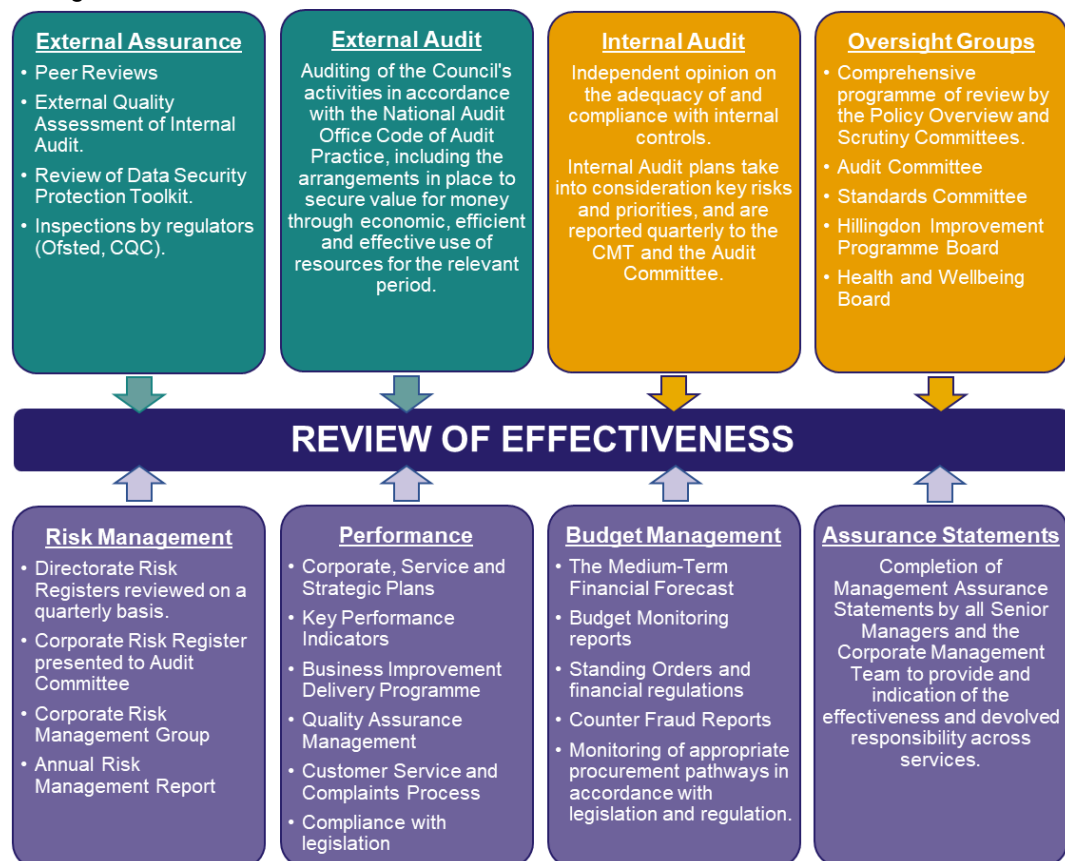 External Assurance
• Peer Reviews
• External Quality
Assessment of Internal
Audit.
• Review of Data Security
Protection Toolkit.
• Inspections by regulators
(Ofsted, CQC).
External Audit
Auditing of the Council's
activities in accordance
with the National Audit
Office Code of Audit
Practice, including the
arrangements in place to
secure value for money
through economic, efficient
and effective use of
resources for the relevant
period.
Internal Audit
Independent opinion on
the adequacy of and
compliance with internal
controls.
Internal Audit plans take
into consideration key risks
and priorities, and are
reported quarterly to the
CMT and the Audit
Committee.
Oversight Groups
• Comprehensive
programme of review by
the Policy Overview and
Scrutiny Committees.
• Audit Committee
• Standards Committee
• Hillingdon Improvement
Programme Board
• Health and Wellbeing
Board
REVIEW OF EFFECTIVENESS
Risk Management
• Directorate Risk
Registers reviewed on a
quarterly basis.
• Corporate Risk Register
presented to Audit
Committee
• Corporate Risk
Management Group
• Annual Risk
Management Report
Performance
• Corporate, Service and
Strategic Plans
• Key Performance
Indicators
• Business Improvement
Delivery Programme
• Quality Assurance
Management
• Customer Service and
Complaints Process
• Compliance with
legislation
Budget Management
• The Medium-Term
Financial Forecast
• Budget Monitoring
reports
• Standing Orders and
financial regulations
• Counter Fraud Reports
• Monitoring of appropriate
procurement pathways in
accordance with
legislation and regulation.
Assurance Statements
Completion of
Management Assurance
Statements by all Senior
Managers and the
Corporate Management
Team to provide and
indication of the
effectiveness and devolved
responsibility across
services.